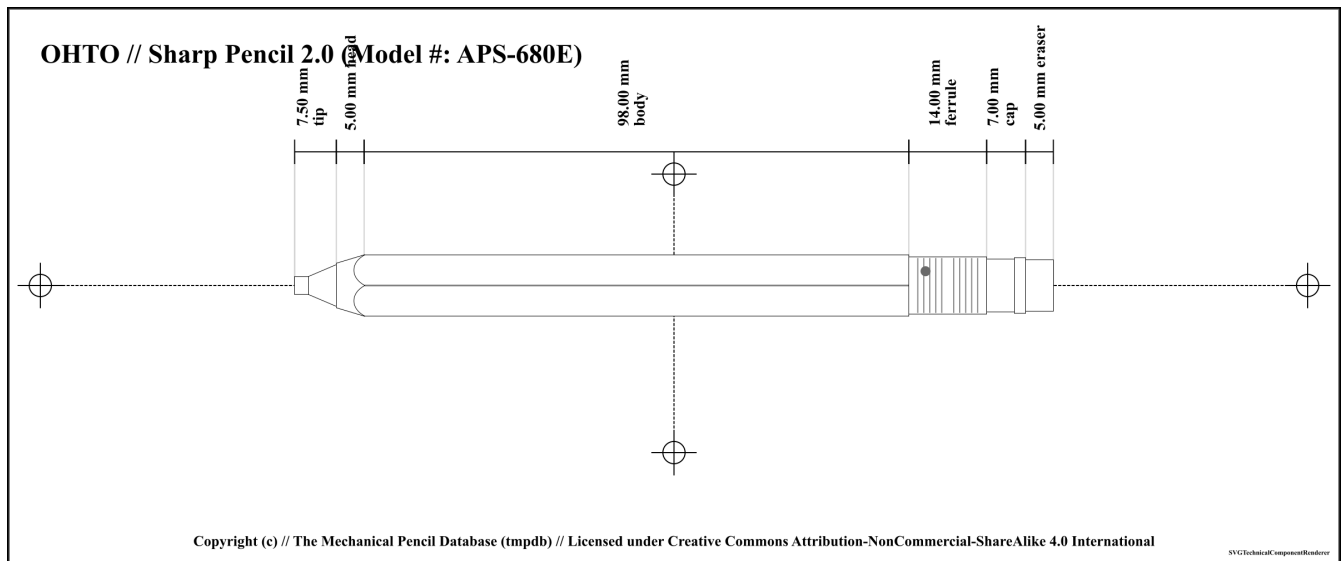 OHTO // Sharp Pencil 2.0 (Model #: APS-680E)
7.50 mm
tip
5.00 mm head
98.00 mm
body
14.00 mm
ferrule
7.00 mm
cap
5.00 mm eraser
Copyright (c) // The Mechanical Pencil Database (tmpdb) // Licensed under Creative Commons Attribution-NonCommercial-ShareAlike 4.0 International
SVGTechnicalComponentRenderer